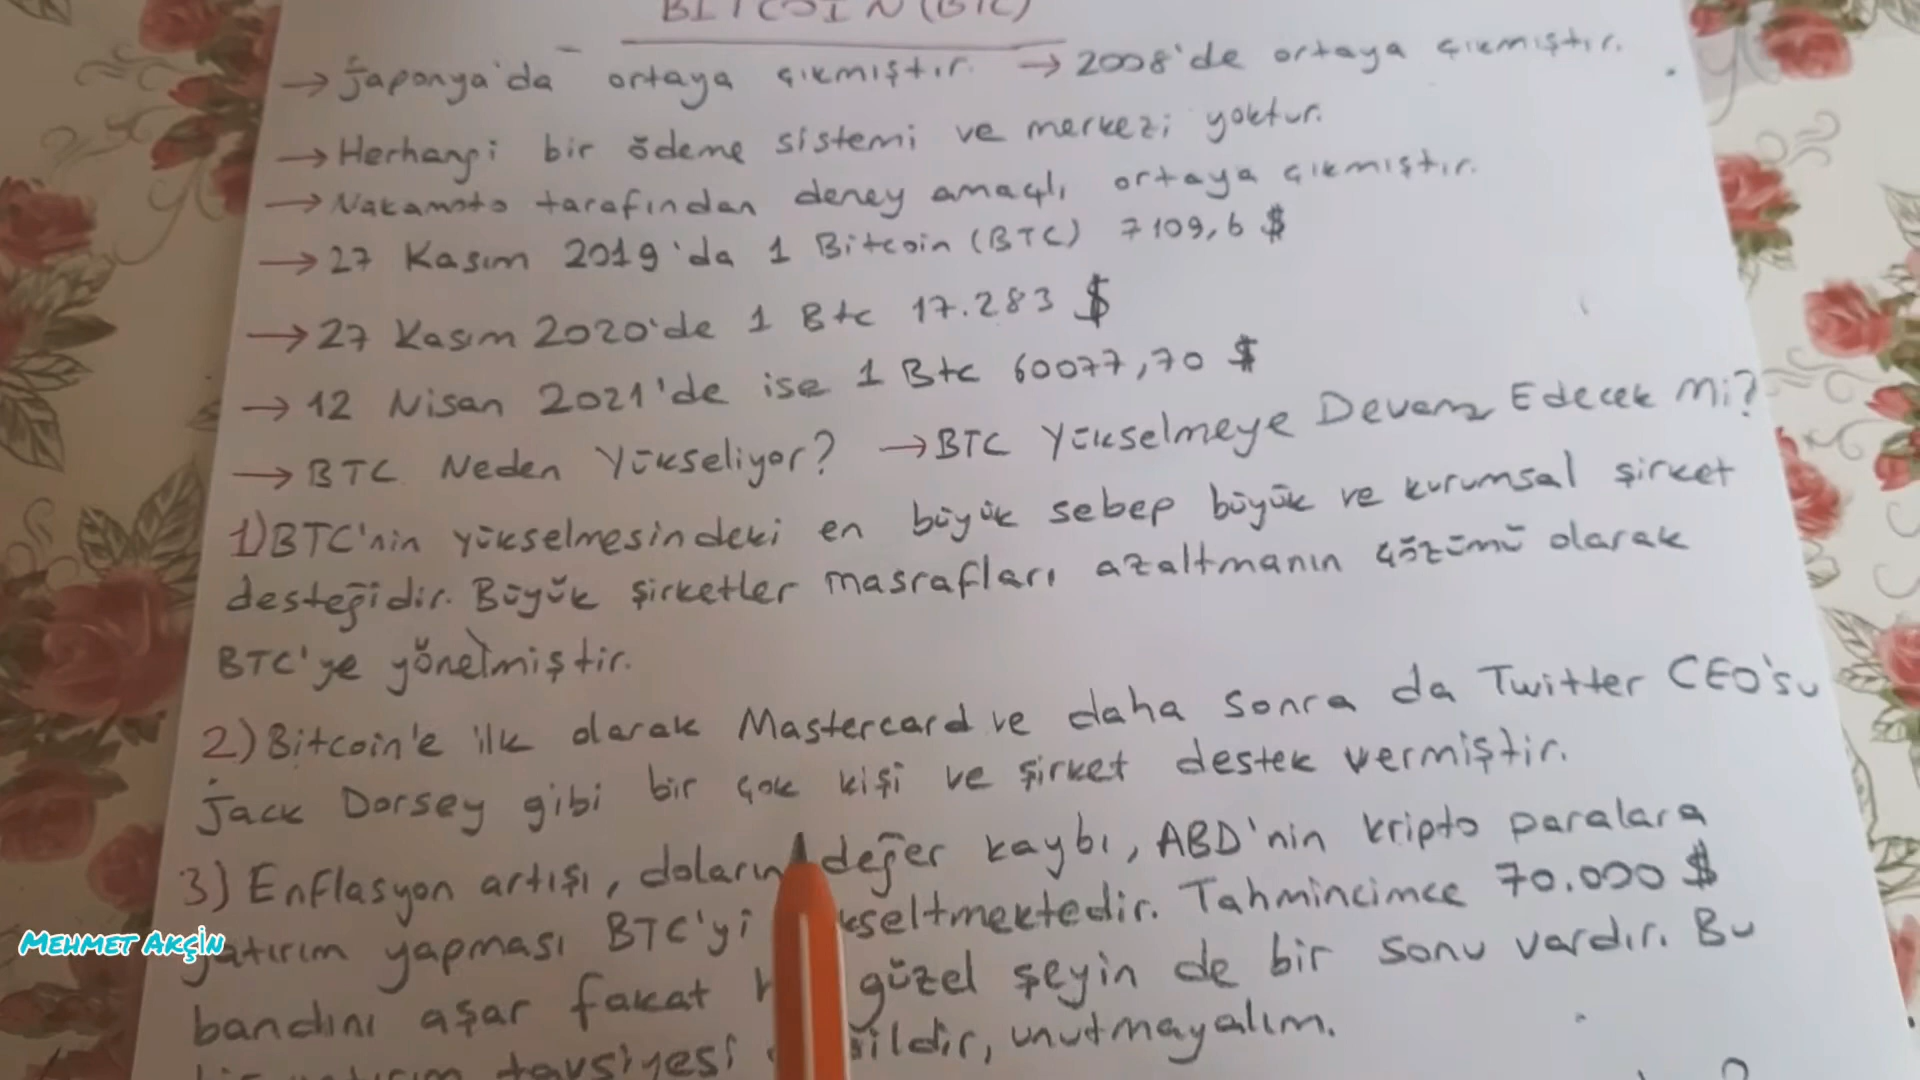 BITCOIN (BTC)
→ Japonya'da ortaya çıkmıştır. → 2008'de ortaya çıkmıştır.
→ Herhangi bir ödeme sistemi ve merkezi yoktur.
→ Nakamoto tarafından deney amaçlı ortaya çıkmıştır.
→ 27 Kasım 2019'da 1 Bitcoin (BTC) 7109,6 $
→ 27 Kasım 2020'de 1 Btc 17.283 $
→ 12 Nisan 2021'de ise 1 Btc 60077,70 $
→ BTC Neden Yükseliyor? → BTC Yükselmeye Devam Edecek Mi?
1) BTC'nin yükselmesindeki en büyük sebep büyük ve kurumsal şirket
desteğidir. Büyük şirketler masrafları azaltmanın çözümü olarak
BTC'ye yönelmiştir.
2) Bitcoin'e ilk olarak Mastercard ve daha sonra da Twitter CEO'su
Jack Dorsey gibi bir çok kişi ve şirket destek vermiştir.
3) Enflasyon artışı, doların değer kaybı, ABD'nin kripto paralara
yatırım yapması BTC'yi kseltmektedir. Tahmincimce 70.000 $
bandını aşar fakat güzel şeyin de bir sonu vardır. Bu
tavsiyesi ildir, unutmayalım.
MEHMET AKÇİN